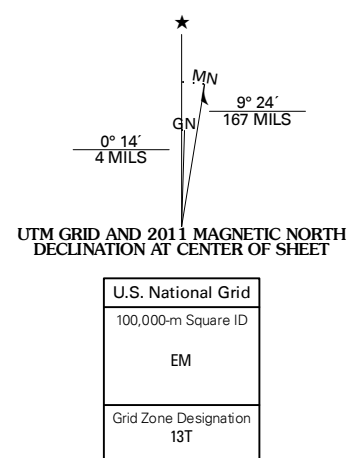 ★
MN
9° 24´
167 MILS
GN
0° 14´
4 MILS
UTM GRID AND 2011 MAGNETIC NORTH
DECLINATION AT CENTER OF SHEET
U.S. National Grid
100,000-m Square ID
EM
Grid Zone Designation
13T